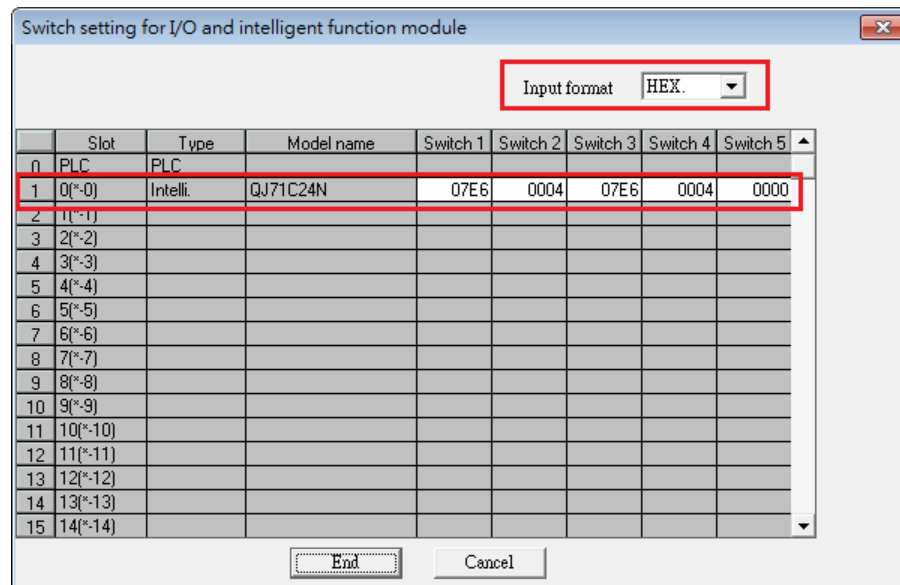 Switch setting for I/O and intelligent function module
Input format HEX.
Slot Type Model name Switch 1 Switch 2 Switch 3 Switch 4 Switch 5
0 PLC PLC
1 0(*-0) Intelli. QJ71C24N 07E6 0004 07E6 0004 0000
2 1(*-1)
3 2(*-2)
4 3(*-3)
5 4(*-4)
6 5(*-5)
7 6(*-6)
8 7(*-7)
9 8(*-8)
10 9(*-9)
11 10(*-10)
12 11(*-11)
13 12(*-12)
14 13(*-13)
15 14(*-14)
End Cancel